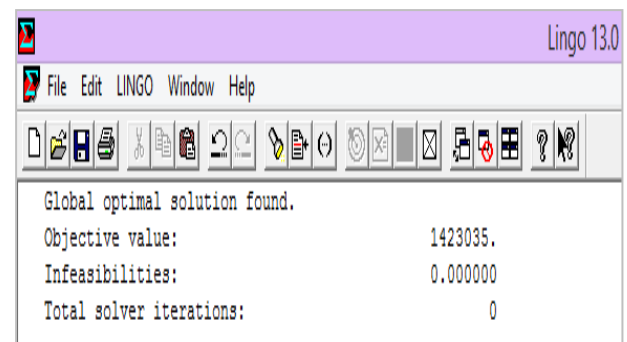 Lingo 13.0
File Edit LINGO Window Help
Global optimal solution found.
Objective value: 1423035.
Infeasibilities: 0.000000
Total solver iterations: 0